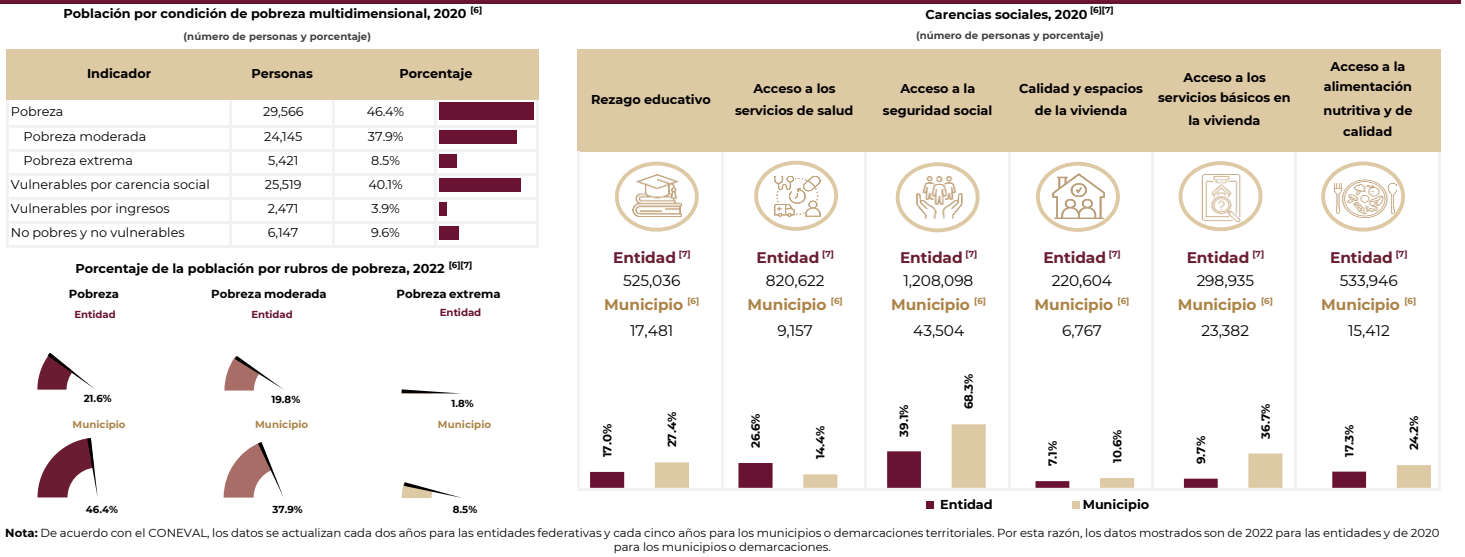 Población por condición de pobreza multidimensional, 2020 [6]
(número de personas y porcentaje)
Indicador Personas Porcentaje
Pobreza 29,566 46.4%
Pobreza moderada 24,145 37.9%
Pobreza extrema 5,421 8.5%
Vulnerables por carencia social 25,519 40.1%
Vulnerables por ingresos 2,471 3.9%
No pobres y no vulnerables 6,147 9.6%
Porcentaje de la población por rubros de pobreza, 2022 [6][7]
Pobreza Pobreza moderada Pobreza extrema
Entidad Entidad Entidad
21.6% 19.8% 1.8%
Municipio Municipio Municipio
46.4% 37.9% 8.5%
Carencias sociales, 2020 [6][7]
(número de personas y porcentaje)
Rezago educativo
Acceso a los
servicios de salud
Acceso a la
seguridad social
Calidad y espacios
de la vivienda
Acceso a los
servicios básicos en
la vivienda
Acceso a la
alimentación
nutritiva y de
calidad
Entidad [7] Entidad [7] Entidad [7] Entidad [7] Entidad [7] Entidad [7]
525,036 820,622 1,208,098 220,604 298,935 533,946
Municipio [6] Municipio [6] Municipio [6] Municipio [6] Municipio [6] Municipio [6]
17,481 9,157 43,504 6,767 23,382 15,412
17.0% 27.4% 26.6% 14.4% 39.1% 68.3% 7.1% 10.6% 9.7% 36.7% 17.3% 24.2%
Entidad Municipio
Nota: De acuerdo con el CONEVAL, los datos se actualizan cada dos años para las entidades federativas y cada cinco años para los municipios o demarcaciones territoriales. Por esta razón, los datos mostrados son de 2022 para las entidades y de 2020
para los municipios o demarcaciones.